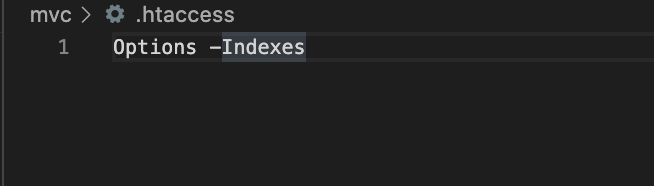 mvc > .htaccess
1 Options -Indexes